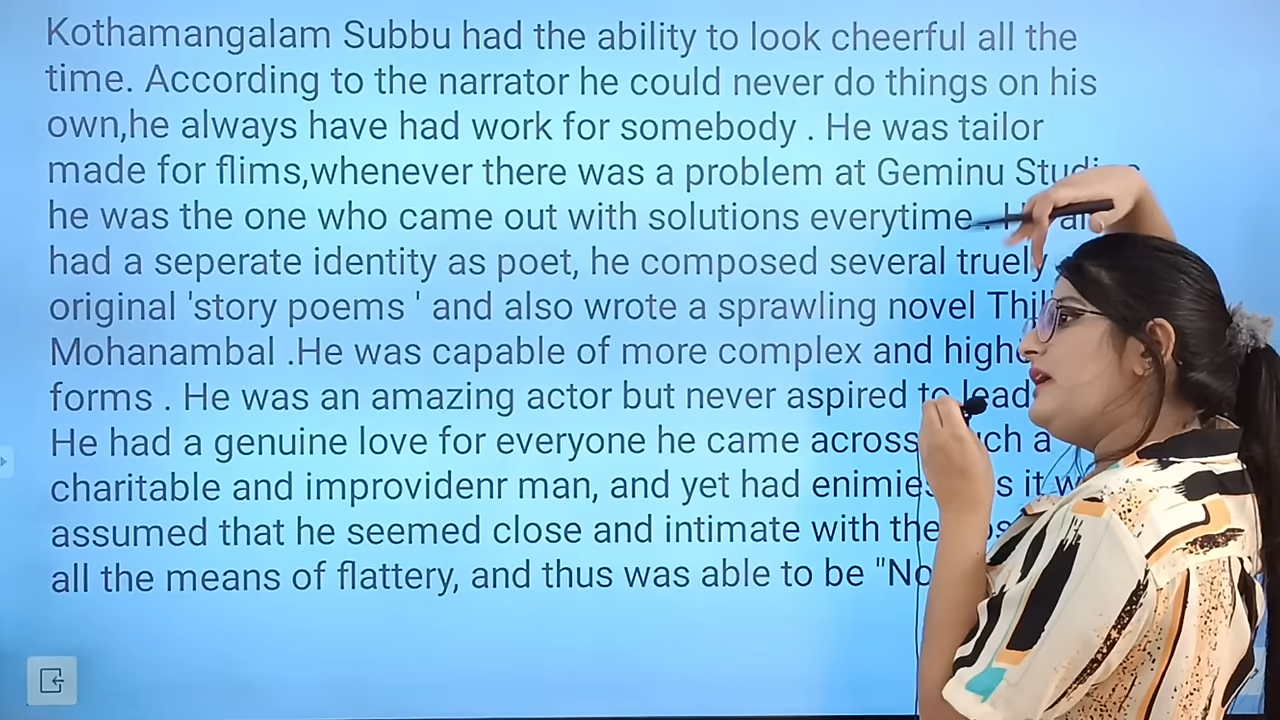 Kothamangalam Subbu had the ability to look cheerful all the
time. According to the narrator he could never do things on his
own,he always have had work for somebody . He was tailor
made for flims,whenever there was a problem at Geminu
he was the one who came out with solutions everytime .
had a seperate identity as poet, he composed several truely
original 'story poems ' and also wrote a sprawling novel
Mohanambal .He was capable of more complex and
forms . He was an amazing actor but never aspired to
He had a genuine love for everyone he came across a
charitable and improvidenr man, and yet had it
assumed that he seemed close and intimate with the
all the means of flattery, and thus was able to be